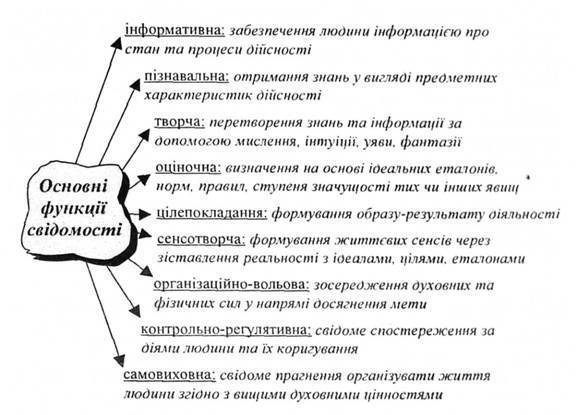 інформативна: забезпечення людини інформацією про
стан та процеси дійсності
пізнавальна: отримання знань у вигляді предметних
характеристик дійсності
творча: перетворення знань та інформації за
допомогою мислення, інтуіції, уяви, фантазії
оціночна: визначення на основі ідеальних еталонів,
норм, правил, ступеня значущості тих чи інших явищ
Основні
функції
свідомості
цілепокладання: формування образу-результату діяльності
сенсотворча: формування життєвих сенсів через
зіставлення реальності з ідеалами, цілями, еталонами
організаційно-вольова: зосередження духовних та
фізичних сил у напрямі досягнення мети
контрольно-регулятивна: свідоме спостереження за
діями людини та їх коригування
самовиховна: свідоме прагнення організувати життя
людини згідно з вищими духовними цінностями